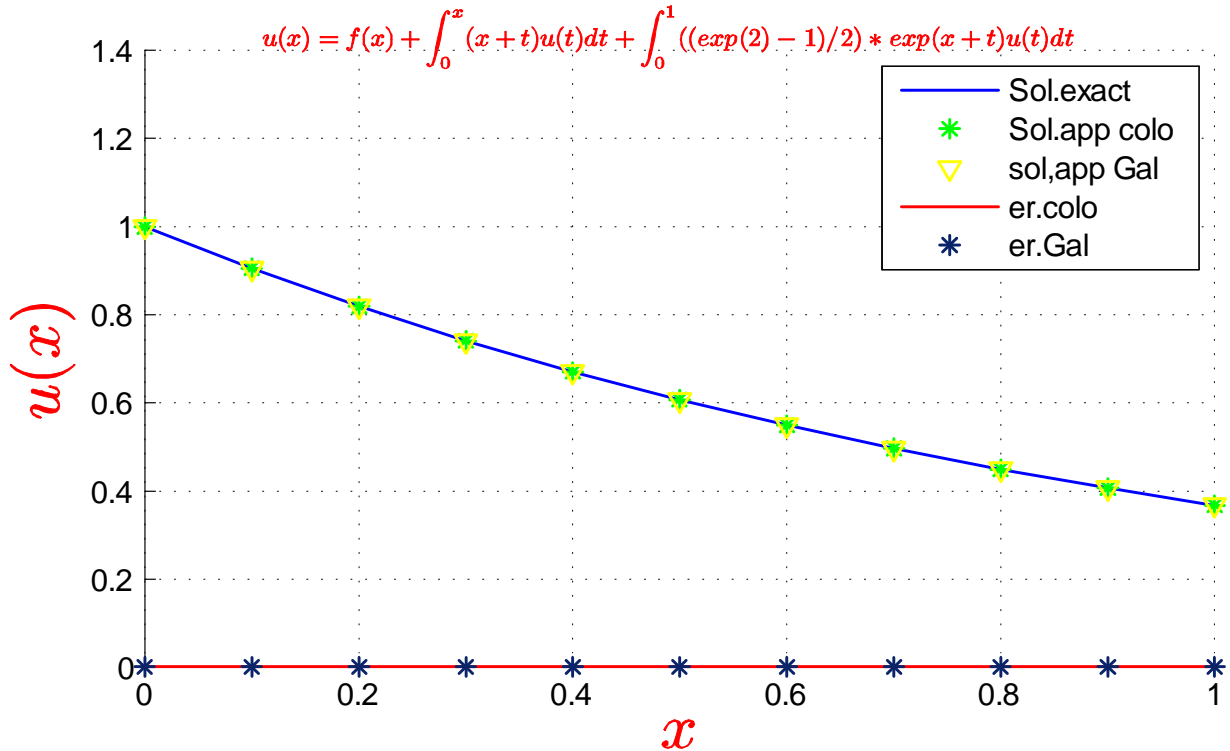 u(x) = f(x) + ∫_0^x (x + t)u(t)dt + ∫_0^1 ((exp(2) − 1)/2) ∗ exp(x + t)u(t)dt
1.4
1.2
1
0.8
0.6
0.4
0.2
0
u(x)
Sol.exact
Sol.app colo
sol,app Gal
er.colo
er.Gal
0 0.2 0.4 0.6 0.8 1
x